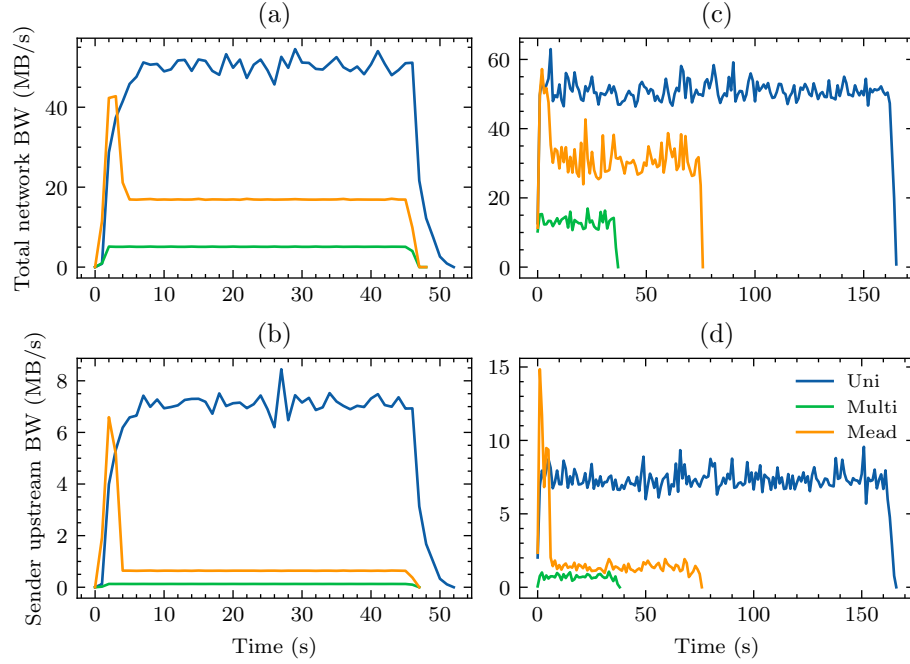 (a)
Total network BW (MB/s)
40
20
0
0 10 20 30 40 50
(c)
60
40
20
0
0 50 100 150
(b)
Sender upstream BW (MB/s)
8
6
4
2
0
0 10 20 30 40 50
Time (s)
(d)
15
10
5
0
Uni
Multi
Mead
0 50 100 150
Time (s)